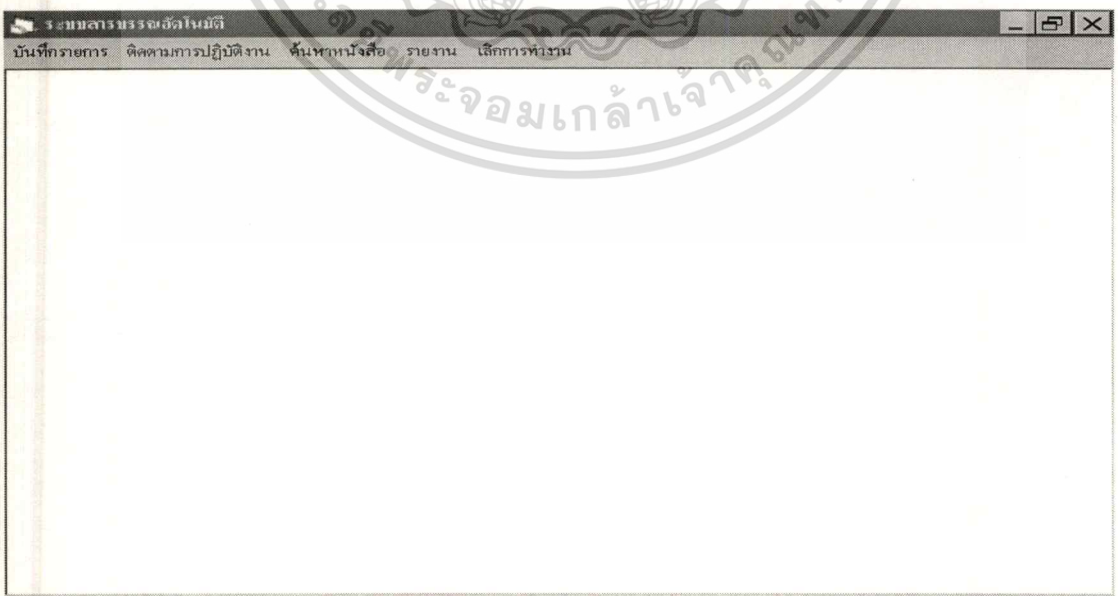 ระบบสารบรรณอัตโนมัติ
บันทึกรายการ ติดตามการปฏิบัติงาน ค้นหาหนังสือ รายงาน เลิกการทำงาน
พระจอมเกล้าเจ้าคุณ